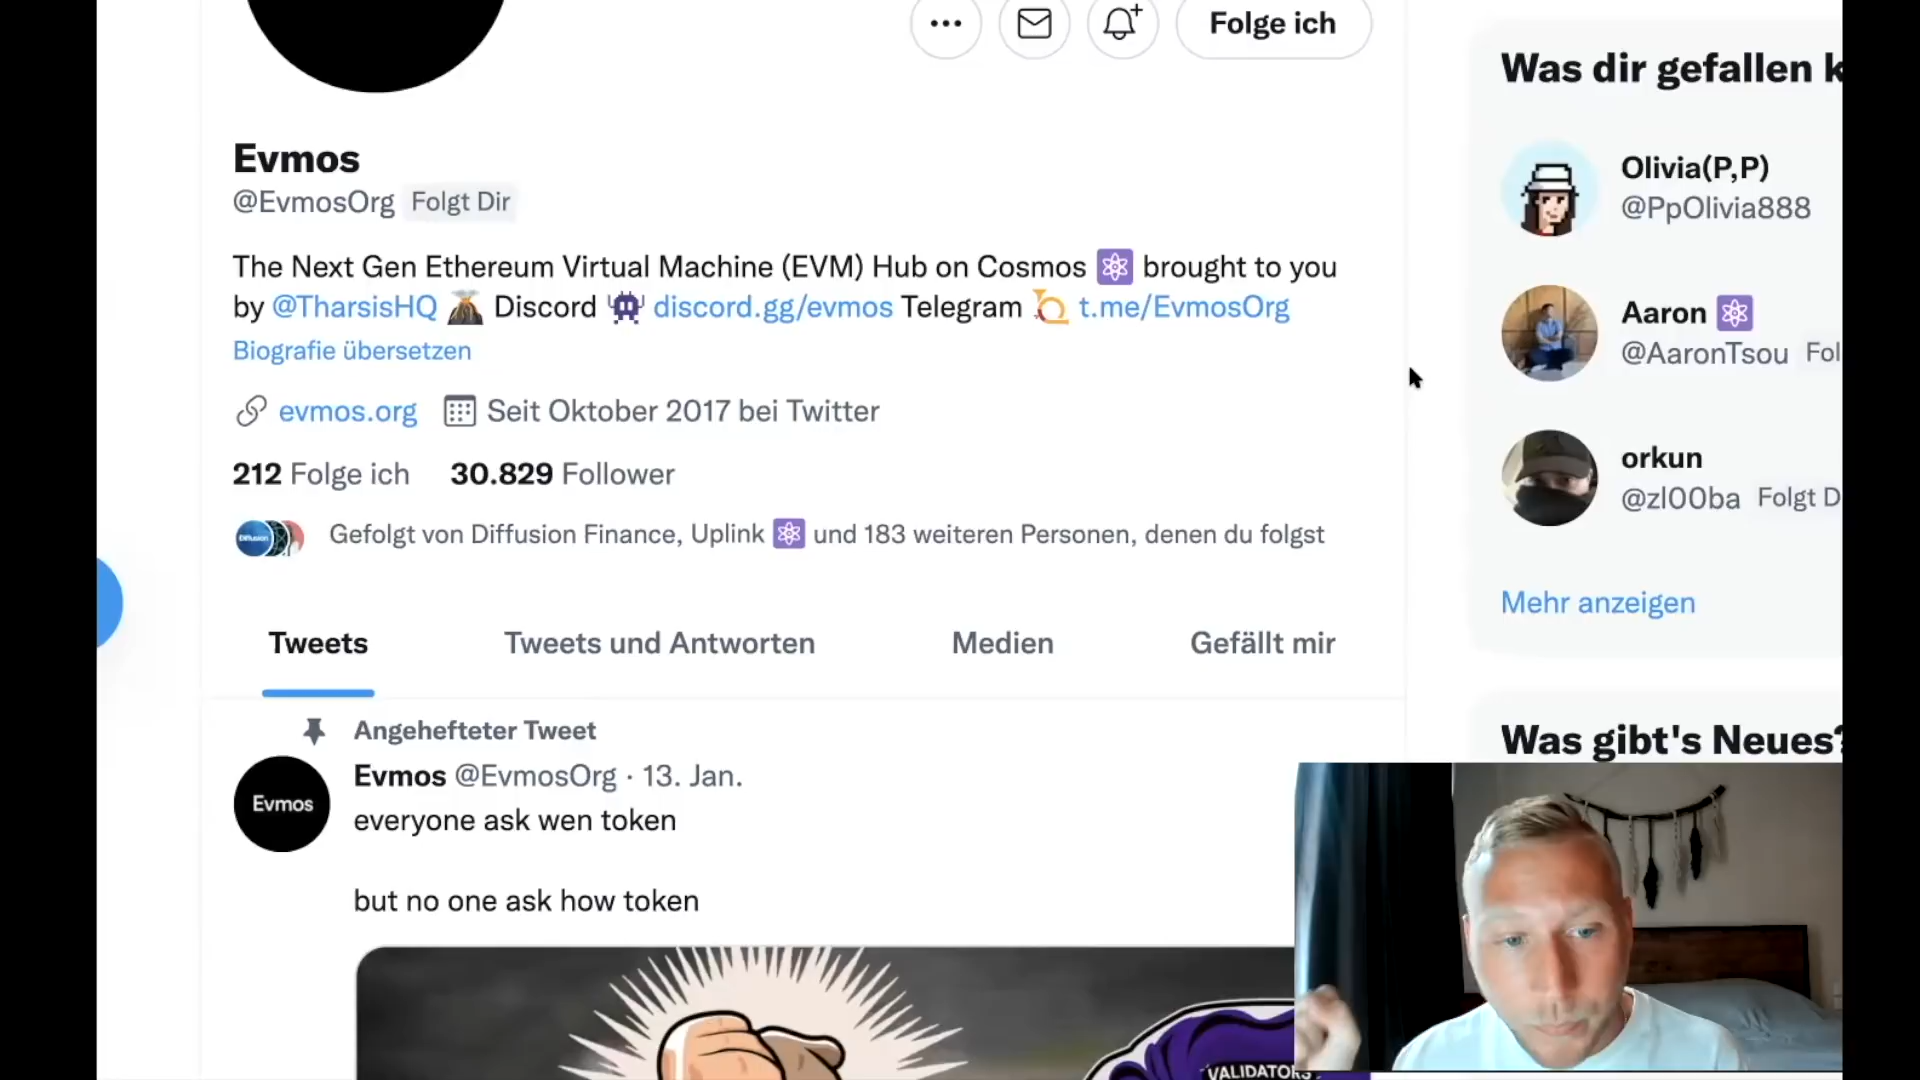 Folge ich
Evmos
@EvmosOrg Folgt Dir
The Next Gen Ethereum Virtual Machine (EVM) Hub on Cosmos ⚛ brought to you
by @TharsisHQ 🌋 Discord 👾 discord.gg/evmos Telegram t.me/EvmosOrg
Biografie übersetzen
evmos.org Seit Oktober 2017 bei Twitter
212 Folge ich 30.829 Follower
Diffusion
Gefolgt von Diffusion Finance, Uplink ⚛ und 183 weiteren Personen, denen du folgst
Tweets Tweets und Antworten Medien Gefällt mir
Angehefteter Tweet
Evmos
Evmos @EvmosOrg · 13. Jan.
everyone ask wen token
but no one ask how token
VALIDATORS
Was dir gefallen
Olivia(P,P)
@PpOlivia888
Aaron ⚛
@AaronTsou Fol
orkun
@zl00ba Folgt D
Mehr anzeigen
Was gibt's Neues?